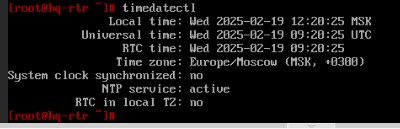 [root@hq-rtr ~]# timedatectl
Local time: Wed 2025-02-19 12:20:25 MSK
Universal time: Wed 2025-02-19 09:20:25 UTC
RTC time: Wed 2025-02-19 09:20:25
Time zone: Europe/Moscow (MSK, +0300)
System clock synchronized: no
NTP service: active
RTC in local TZ: no
[root@hq-rtr ~]#